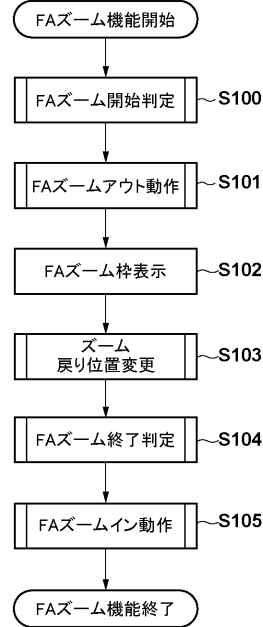 FAズーム機能開始
FAズーム開始判定 S100
FAズームアウト動作 S101
FAズーム枠表示 S102
ズーム
戻り位置変更 S103
FAズーム終了判定 S104
FAズームイン動作 S105
FAズーム機能終了